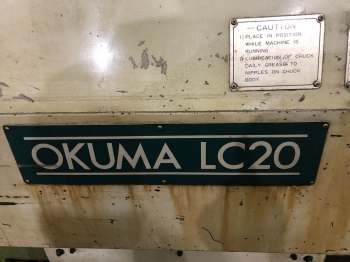 —CAUTION—
1) PLACE IN POSITION
WHILE MACHINE IS
RUNNING
2) LUBRICATION OF CHUCK
DAILY GREASE TO
NIPPLES ON CHUCK
BODY
OKUMA LC20